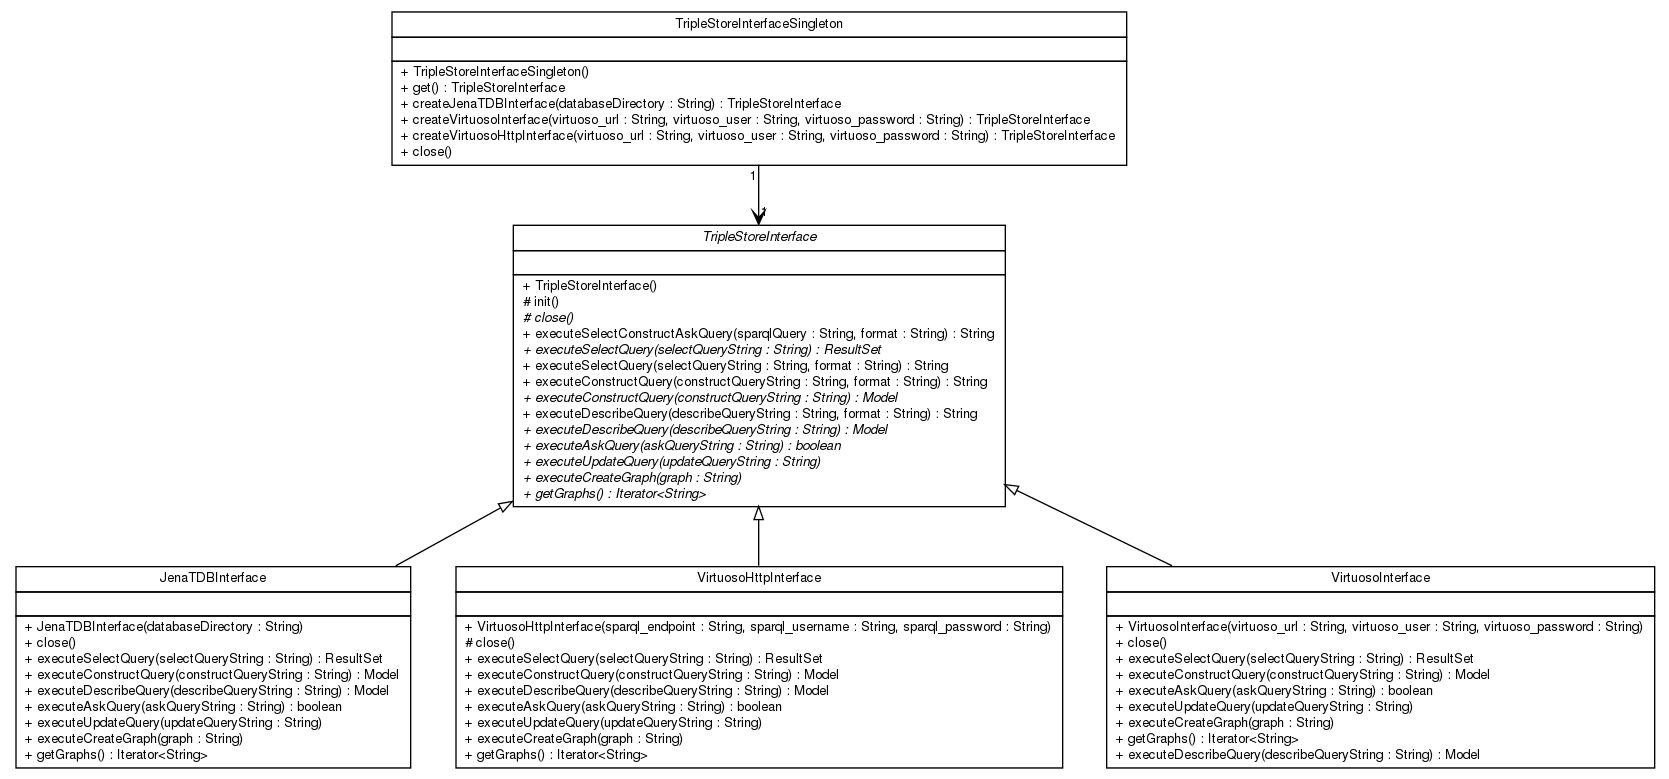 TripleStoreInterfaceSingleton
+ TripleStoreInterfaceSingleton()
+ get() : TripleStoreInterface
+ createJenaTDBInterface(databaseDirectory : String) : TripleStoreInterface
+ createVirtuosoInterface(virtuoso_url : String, virtuoso_user : String, virtuoso_password : String) : TripleStoreInterface
+ createVirtuosoHttpInterface(virtuoso_url : String, virtuoso_user : String, virtuoso_password : String) : TripleStoreInterface
+ close()
1
1
TripleStoreInterface
+ TripleStoreInterface()
# init()
# close()
+ executeSelectConstructAskQuery(sparqlQuery : String, format : String) : String
+ executeSelectQuery(selectQueryString : String) : ResultSet
+ executeSelectQuery(selectQueryString : String, format : String) : String
+ executeConstructQuery(constructQueryString : String, format : String) : String
+ executeConstructQuery(constructQueryString : String) : Model
+ executeDescribeQuery(describeQueryString : String, format : String) : String
+ executeDescribeQuery(describeQueryString : String) : Model
+ executeAskQuery(askQueryString : String) : boolean
+ executeUpdateQuery(updateQueryString : String)
+ executeCreateGraph(graph : String)
+ getGraphs() : Iterator<String>
JenaTDBInterface
+ JenaTDBInterface(databaseDirectory : String)
+ close()
+ executeSelectQuery(selectQueryString : String) : ResultSet
+ executeConstructQuery(constructQueryString : String) : Model
+ executeDescribeQuery(describeQueryString : String) : Model
+ executeAskQuery(askQueryString : String) : boolean
+ executeUpdateQuery(updateQueryString : String)
+ executeCreateGraph(graph : String)
+ getGraphs() : Iterator<String>
VirtuosoHttpInterface
+ VirtuosoHttpInterface(sparql_endpoint : String, sparql_username : String, sparql_password : String)
# close()
+ executeSelectQuery(selectQueryString : String) : ResultSet
+ executeConstructQuery(constructQueryString : String) : Model
+ executeDescribeQuery(describeQueryString : String) : Model
+ executeAskQuery(askQueryString : String) : boolean
+ executeUpdateQuery(updateQueryString : String)
+ executeCreateGraph(graph : String)
+ getGraphs() : Iterator<String>
VirtuosoInterface
+ VirtuosoInterface(virtuoso_url : String, virtuoso_user : String, virtuoso_password : String)
+ close()
+ executeSelectQuery(selectQueryString : String) : ResultSet
+ executeConstructQuery(constructQueryString : String) : Model
+ executeAskQuery(askQueryString : String) : boolean
+ executeUpdateQuery(updateQueryString : String)
+ executeCreateGraph(graph : String)
+ getGraphs() : Iterator<String>
+ executeDescribeQuery(describeQueryString : String) : Model